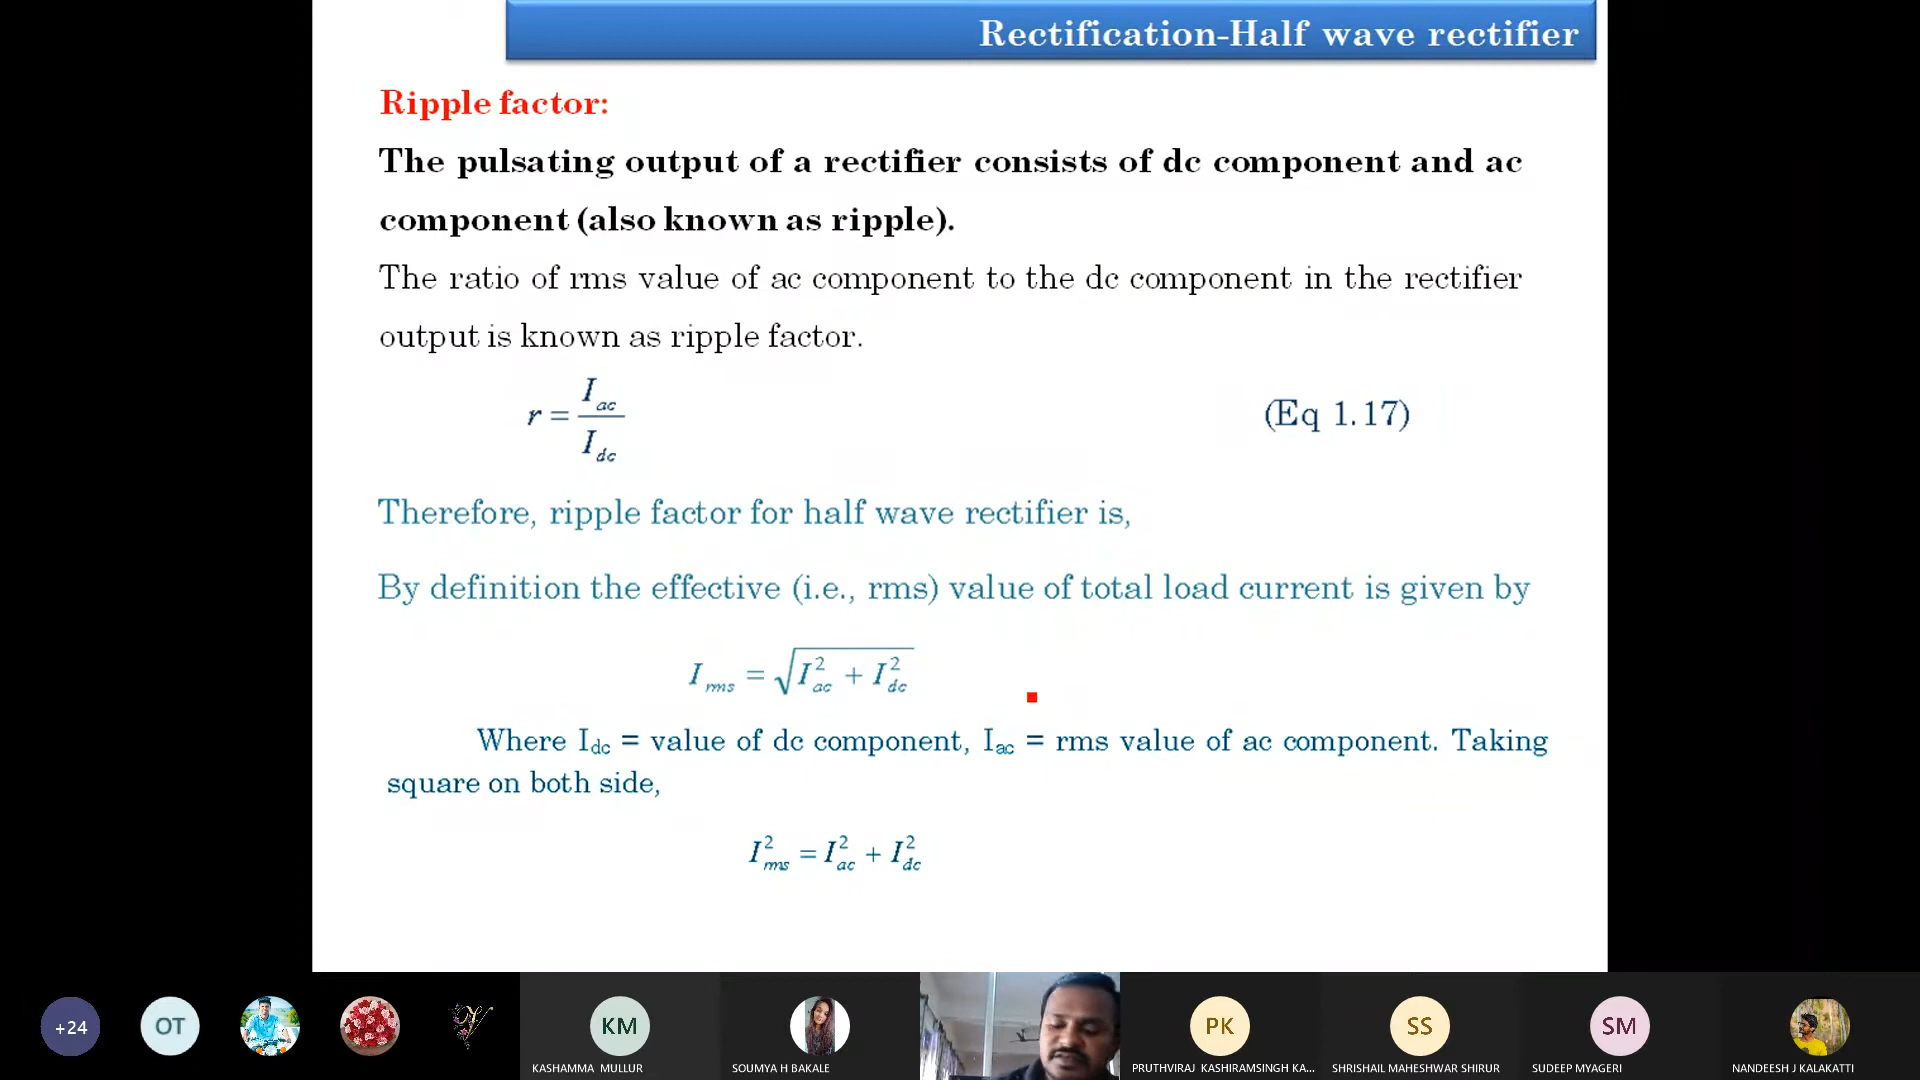 Rectification-Half wave rectifier
Ripple factor:
The pulsating output of a rectifier consists of dc component and ac
component (also known as ripple).
The ratio of rms value of ac component to the dc component in the rectifier
output is known as ripple factor.
r = I_ac / I_dc (Eq 1.17)
Therefore, ripple factor for half wave rectifier is,
By definition the effective (i.e., rms) value of total load current is given by
I_rms = √(I²_ac + I²_dc)
Where I_dc = value of dc component, I_ac = rms value of ac component. Taking
square on both side,
I²_rms = I²_ac + I²_dc
+24
OT
KM
PK
SS
SM
KASHAMMA MULLUR
SOUMYA H BAKALE
PRUTHVIRAJ KASHIRAMSINGH KA...
SHRISHAIL MAHESHWAR SHIRUR
SUDEEP MYAGERI
NANDEESH J KALAKATTI